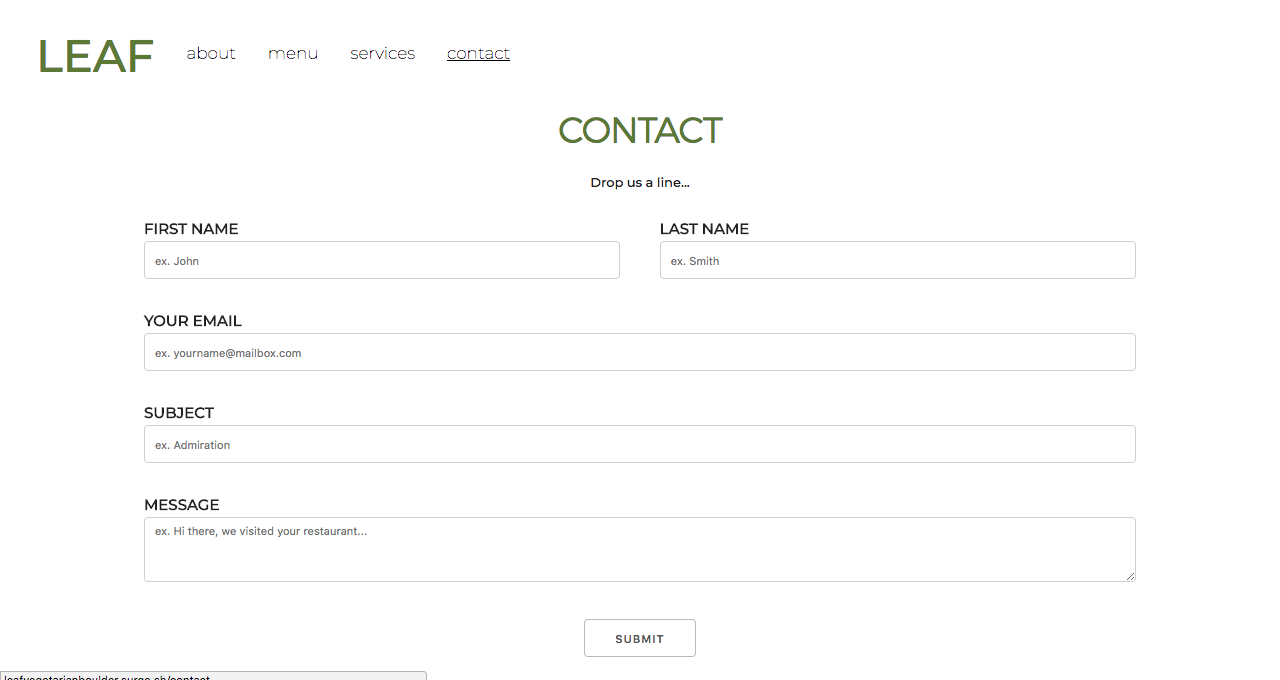 LEAF about menu services contact
CONTACT
Drop us a line...
FIRST NAME LAST NAME
ex. John ex. Smith
YOUR EMAIL
ex. yourname@mailbox.com
SUBJECT
ex. Admiration
MESSAGE
ex. Hi there, we visited your restaurant...
SUBMIT
leafvegetarianboulder.surge.sh/contact